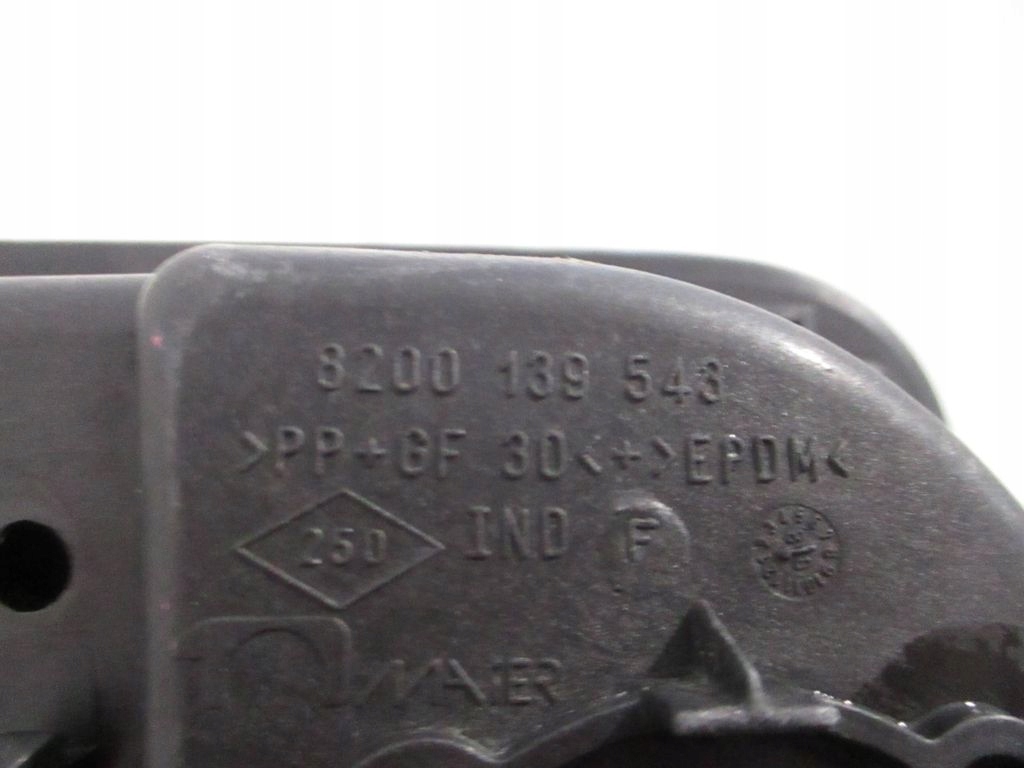 8200 139 543
>PP+GF 30<+>EPDM<
250 IND F
MAIER